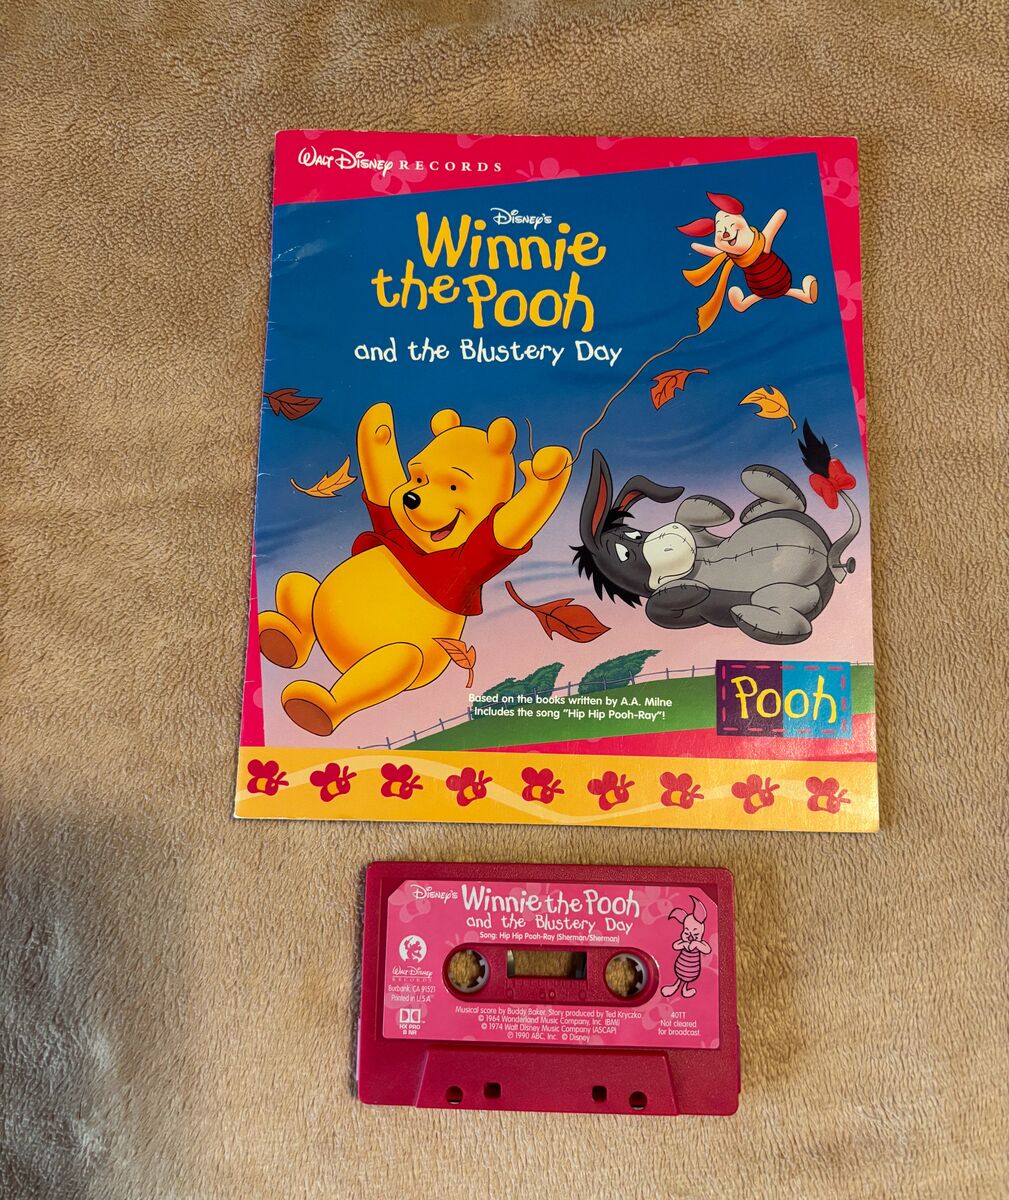 WALT DISNEY RECORDS
DISNEY'S
Winnie
the Pooh
and the Blustery Day
Based on the books written by A.A. Milne
Includes the song "Hip Hip Pooh-Ray"!
Pooh
DISNEY'S Winnie the Pooh
and the Blustery Day
Song: Hip Hip Pooh-Ray (Sherman/Sherman)
WALT DISNEY
RECORDS
Burbank, CA 91521
Printed in U.S.A.
HX PRO
B NR
Musical score by Buddy Baker. Story produced by Ted Kryczko.
© 1964 Wonderland Music Company, Inc. (BMI)
© 1974 Walt Disney Music Company (ASCAP)
℗ 1990 ABC, Inc. © Disney
40TT
Not cleared
for broadcast.